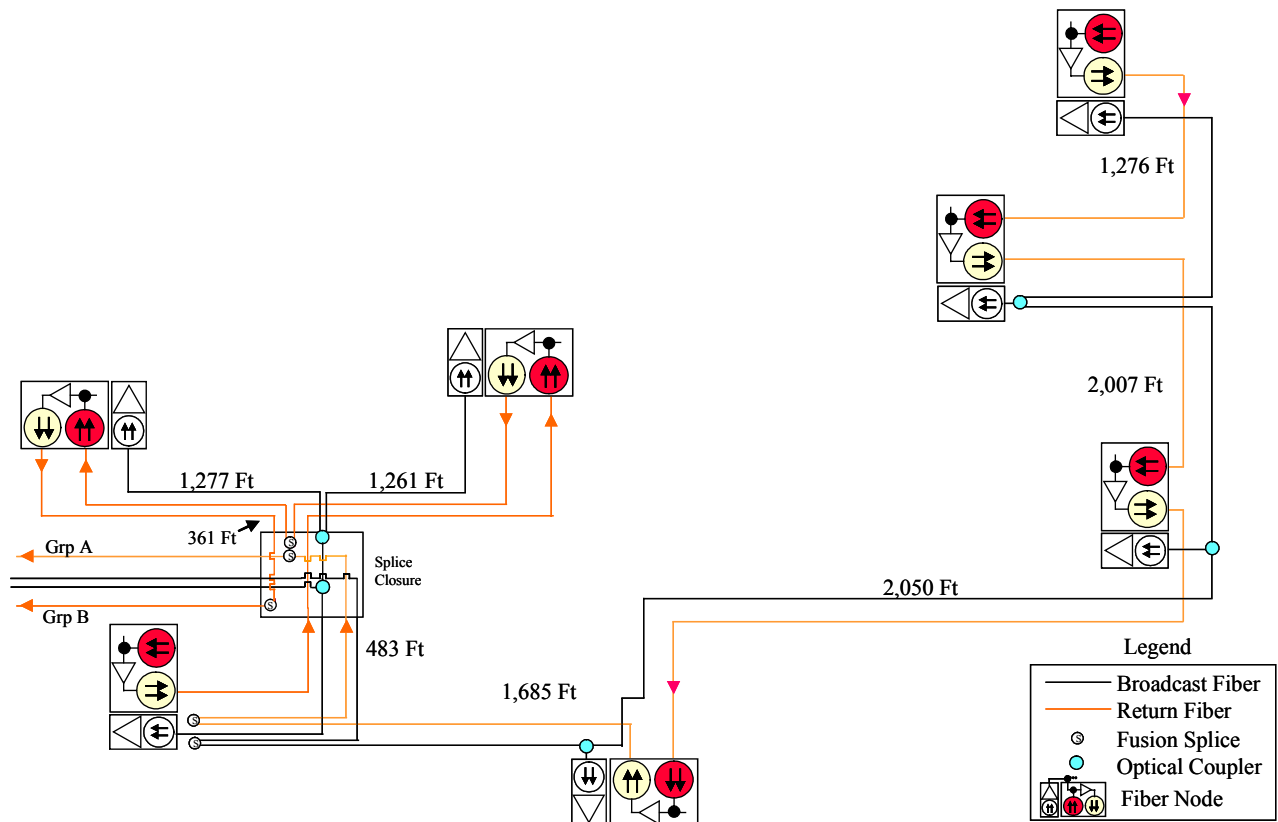 1,276 Ft
2,007 Ft
1,277 Ft
1,261 Ft
361 Ft
Grp A
Splice
Closure
Grp B
2,050 Ft
483 Ft
1,685 Ft
S
S
S
S
S
Legend
Broadcast Fiber
Return Fiber
S Fusion Splice
Optical Coupler
Fiber Node